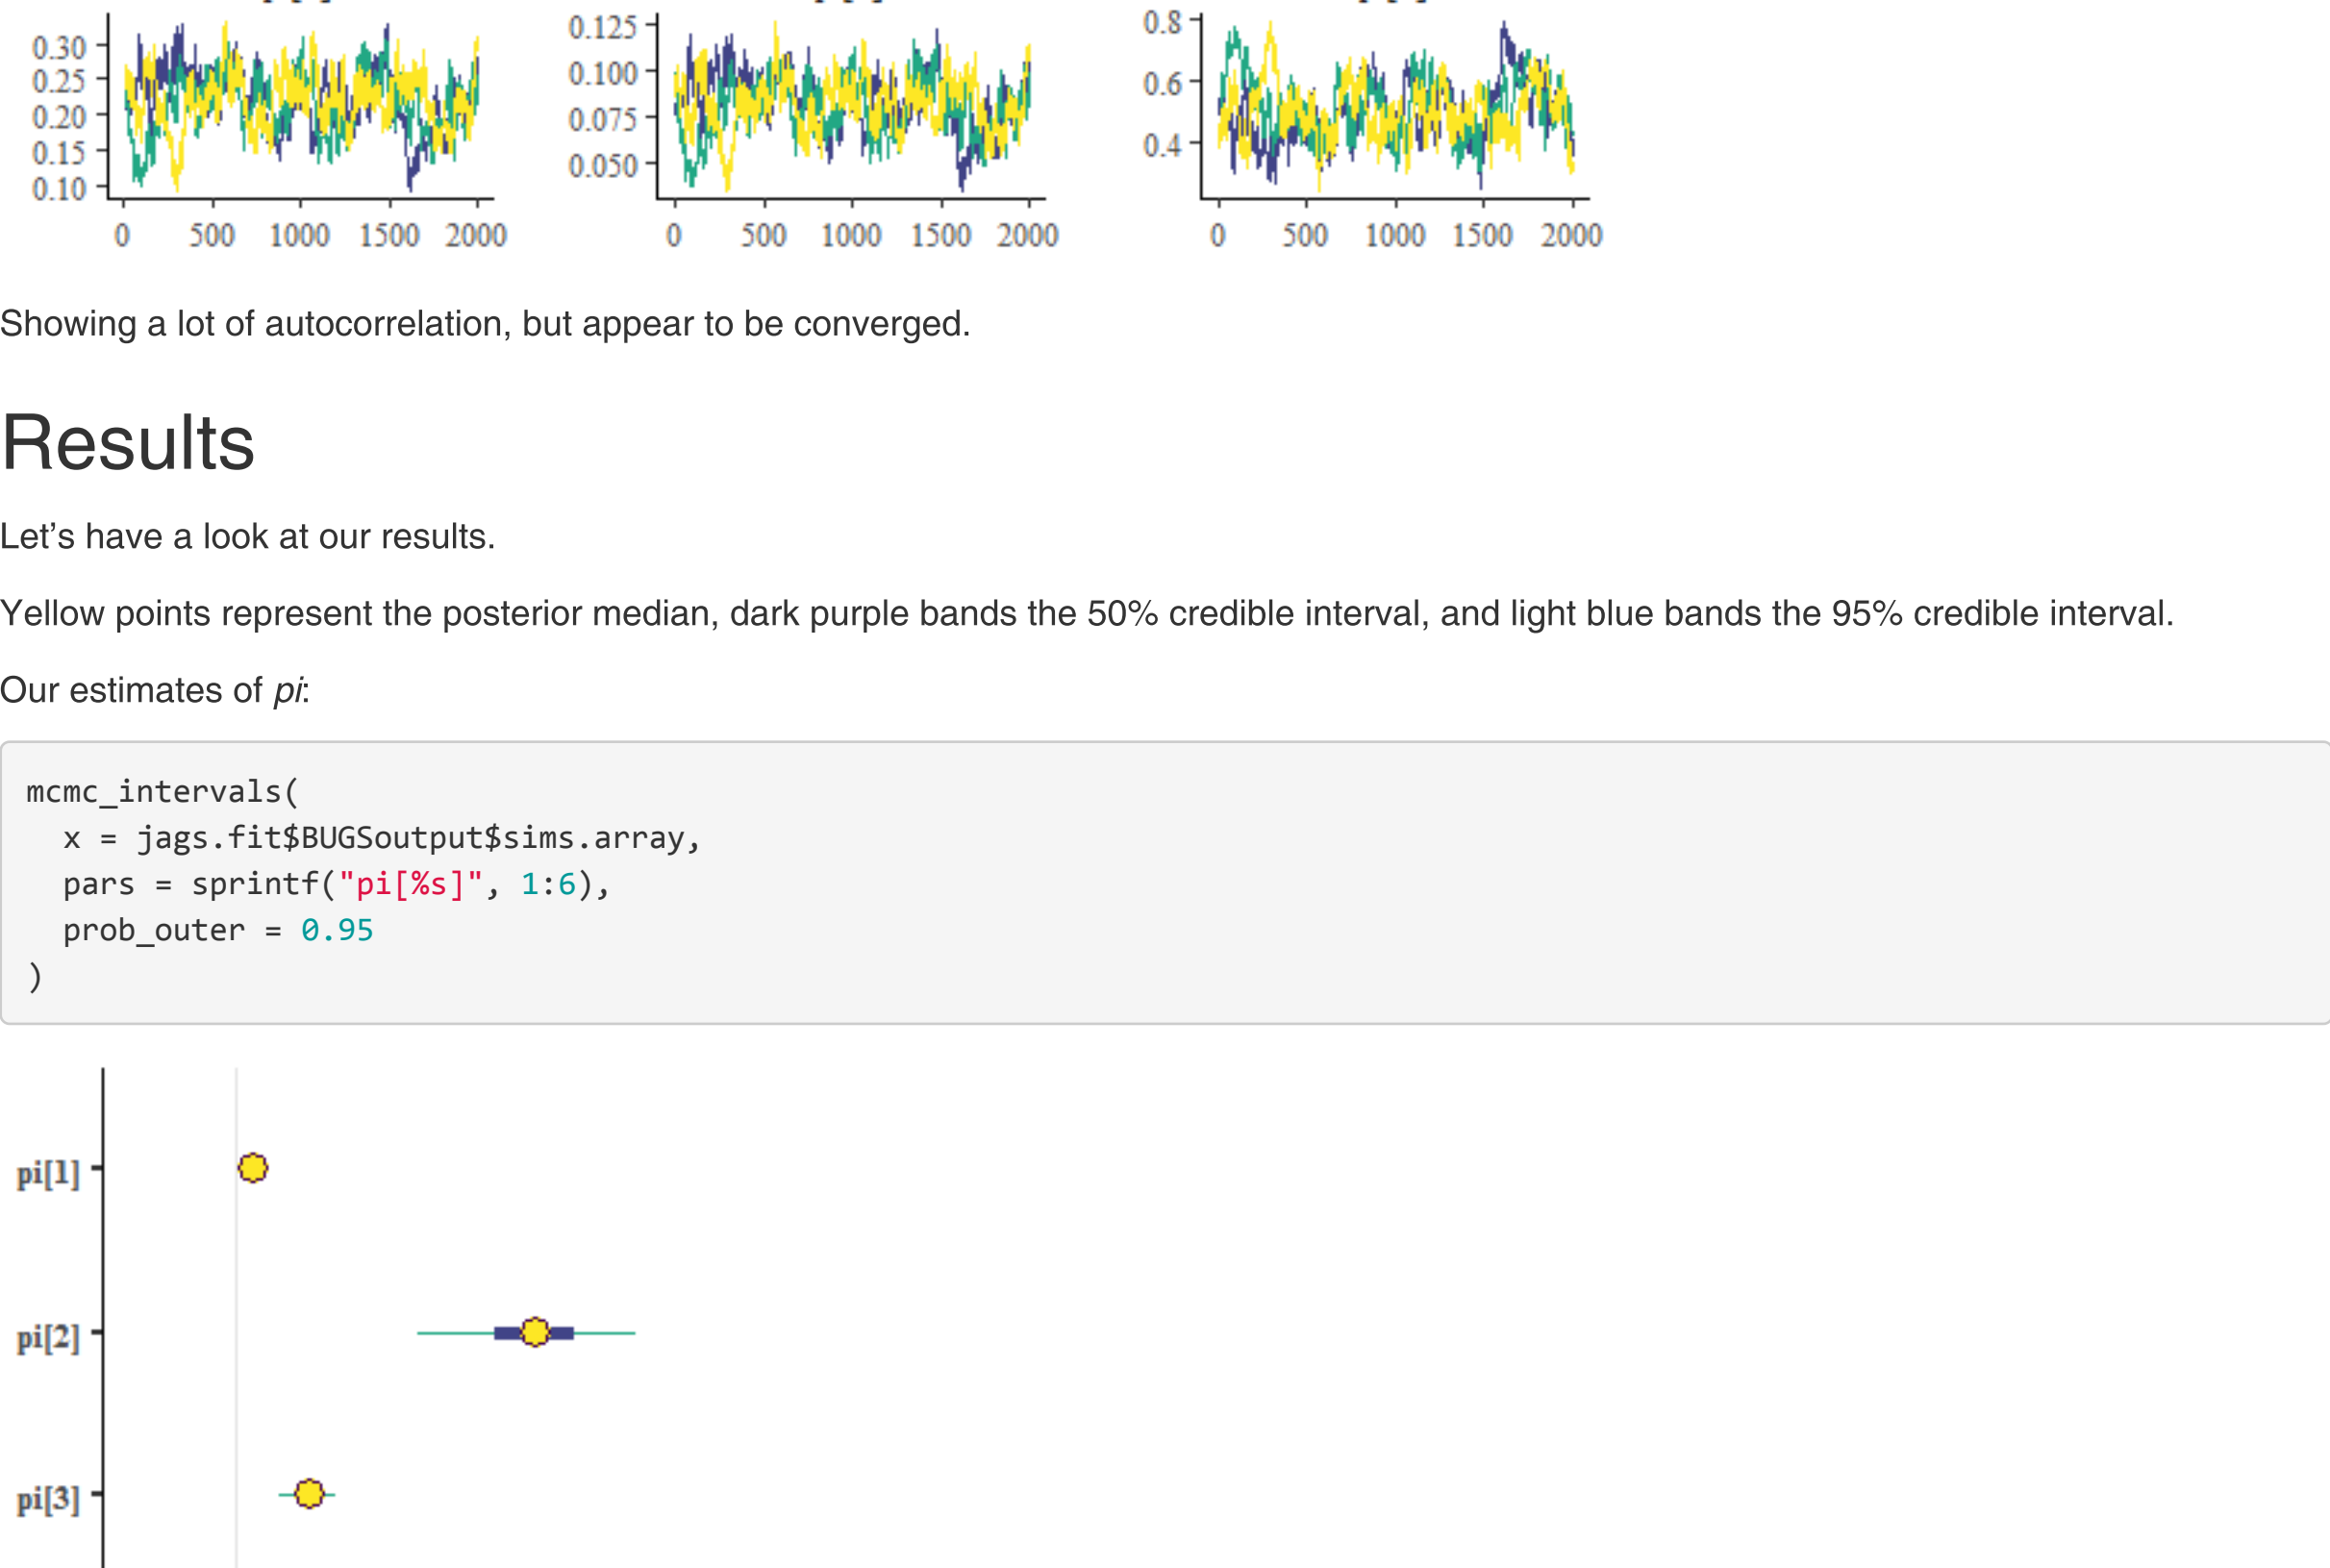 0.30
0.25
0.20
0.15
0.10
0 500 1000 1500 2000
0.125
0.100
0.075
0.050
0 500 1000 1500 2000
0.8
0.6
0.4
0 500 1000 1500 2000
Showing a lot of autocorrelation, but appear to be converged.
Results
Let’s have a look at our results.
Yellow points represent the posterior median, dark purple bands the 50% credible interval, and light blue bands the 95% credible interval.
Our estimates of pi:
mcmc_intervals(
  x = jags.fit$BUGSoutput$sims.array,
  pars = sprintf("pi[%s]", 1:6),
  prob_outer = 0.95
)
pi[1]
pi[2]
pi[3]